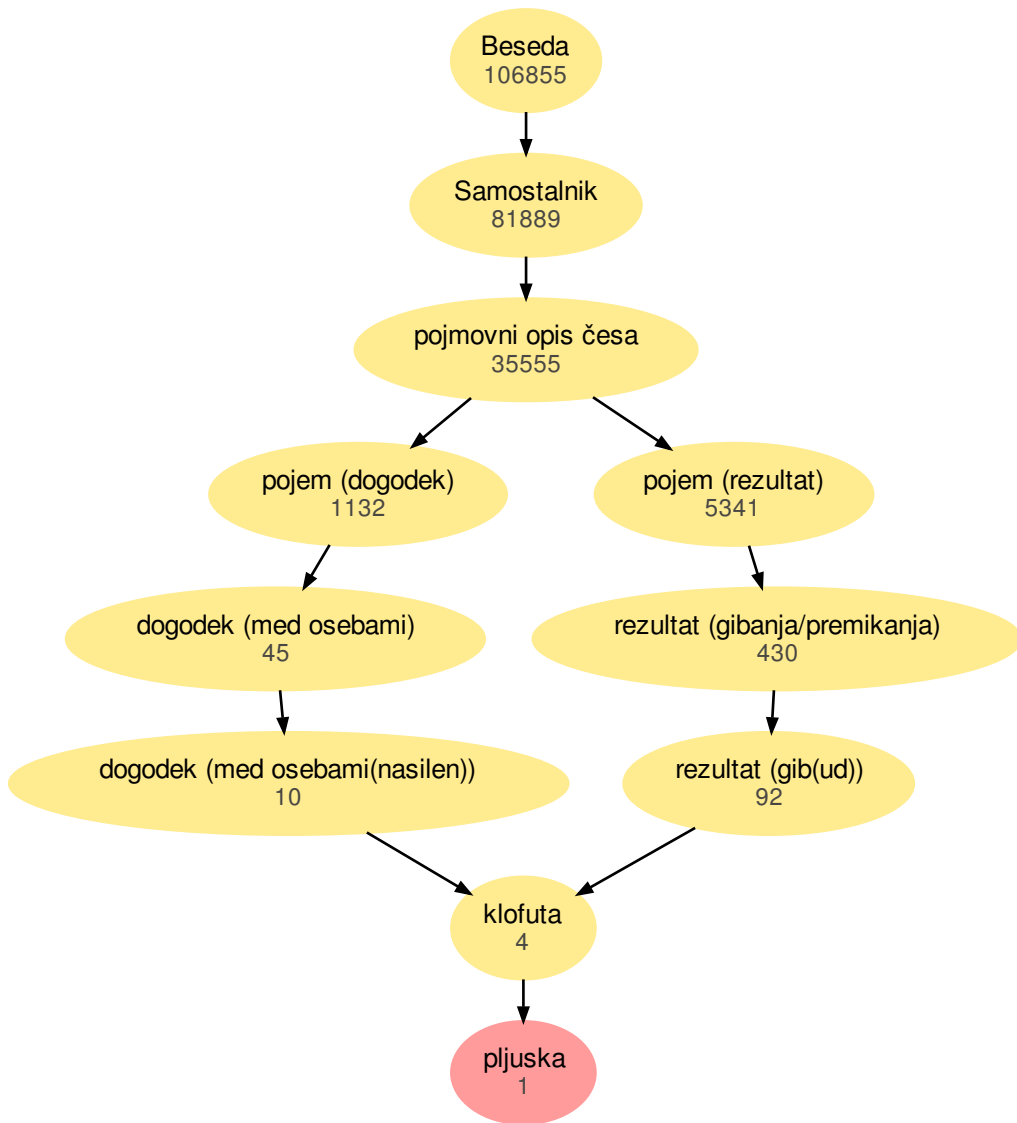 Beseda
106855
Samostalnik
81889
pojmovni opis česa
35555
pojem (dogodek)
1132
pojem (rezultat)
5341
dogodek (med osebami)
45
rezultat (gibanja/premikanja)
430
dogodek (med osebami(nasilen))
10
rezultat (gib(ud))
92
klofuta
4
pljuska
1